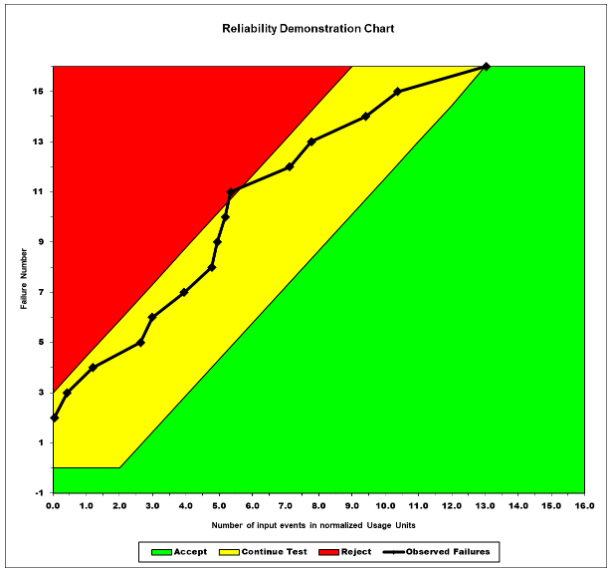 Reliability Demonstration Chart
15
13
11
9
7
5
3
1
-1
Failure Number
0.0 1.0 2.0 3.0 4.0 5.0 6.0 7.0 8.0 9.0 10.0 11.0 12.0 13.0 14.0 15.0 16.0
Number of input events in normalized Usage Units
Accept Continue Test Reject Observed Failures